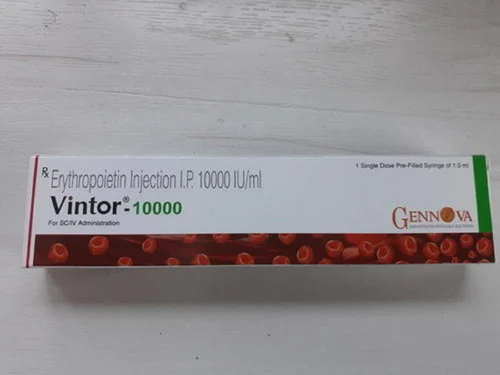 Rx Erythropoietin Injection I.P. 10000 IU/ml
1 Single Dose Pre-Filled Syringe of 1.0 ml.
Vintor®-10000
For SC/IV Administration
GENNOVA